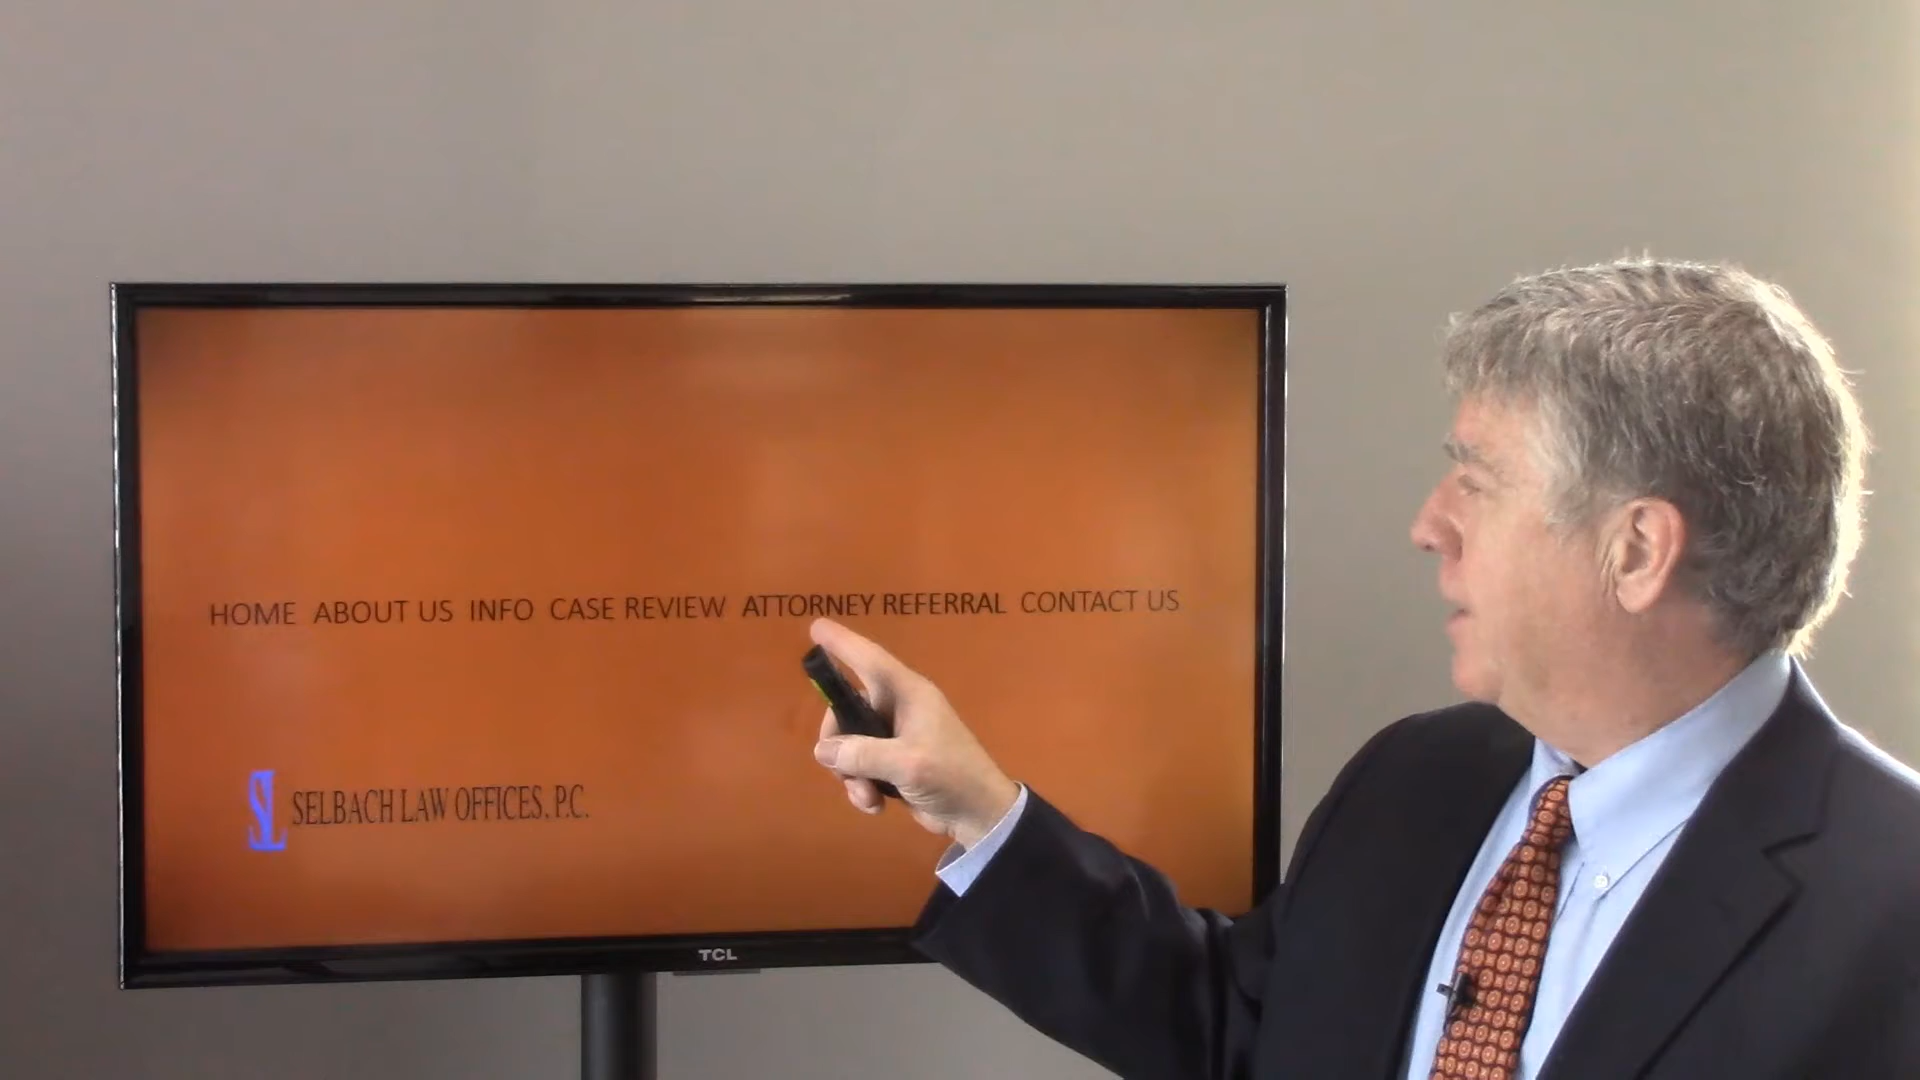 HOME ABOUT US INFO CASE REVIEW ATTORNEY REFERRAL CONTACT US
SL SELBACH LAW OFFICES, P.C.
TCL